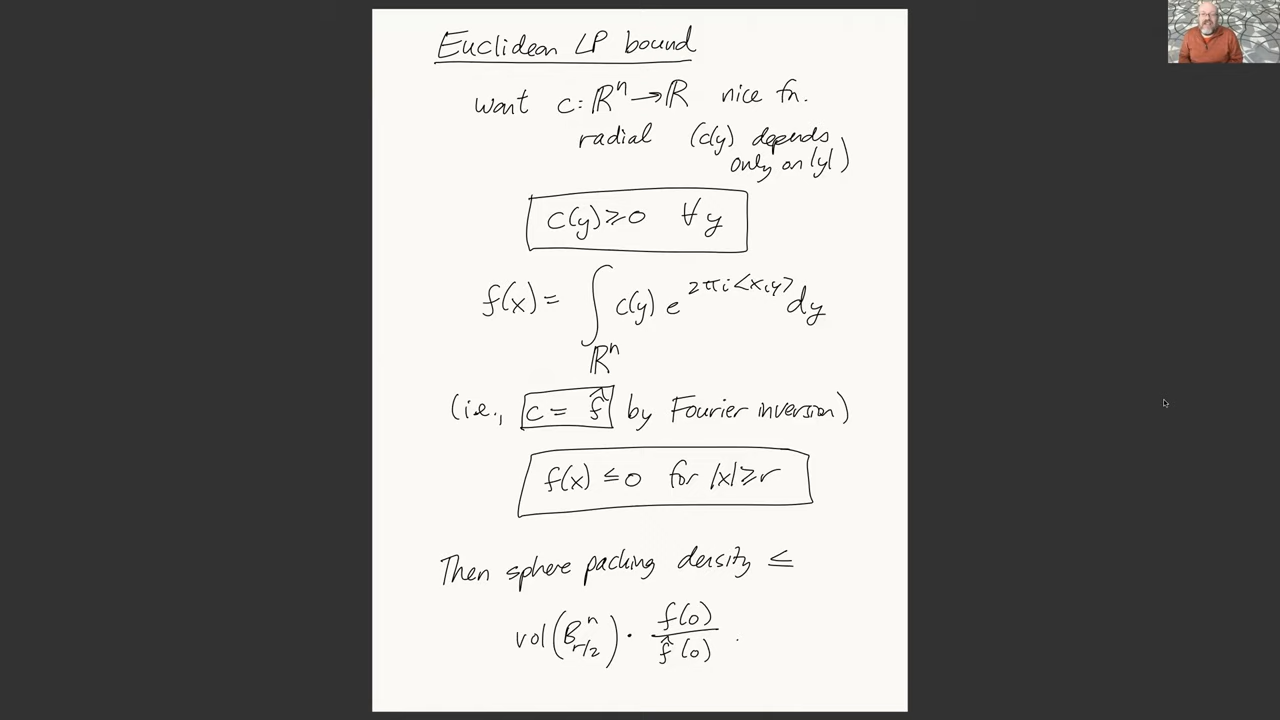 Euclidean LP bound
want c: ℝⁿ → ℝ nice fn.
radial (c(y) depends
only on |y|)
c(y) ≥ 0 ∀ y
f(x) = ∫ c(y) e^{2πi<x,y>} dy
ℝⁿ
(i.e., c = f̂ by Fourier inversion)
f(x) ≤ 0 for |x| ≥ r
Then sphere packing density ≤
vol(Bⁿ_{r/2}) · f(0)/f̂(0).